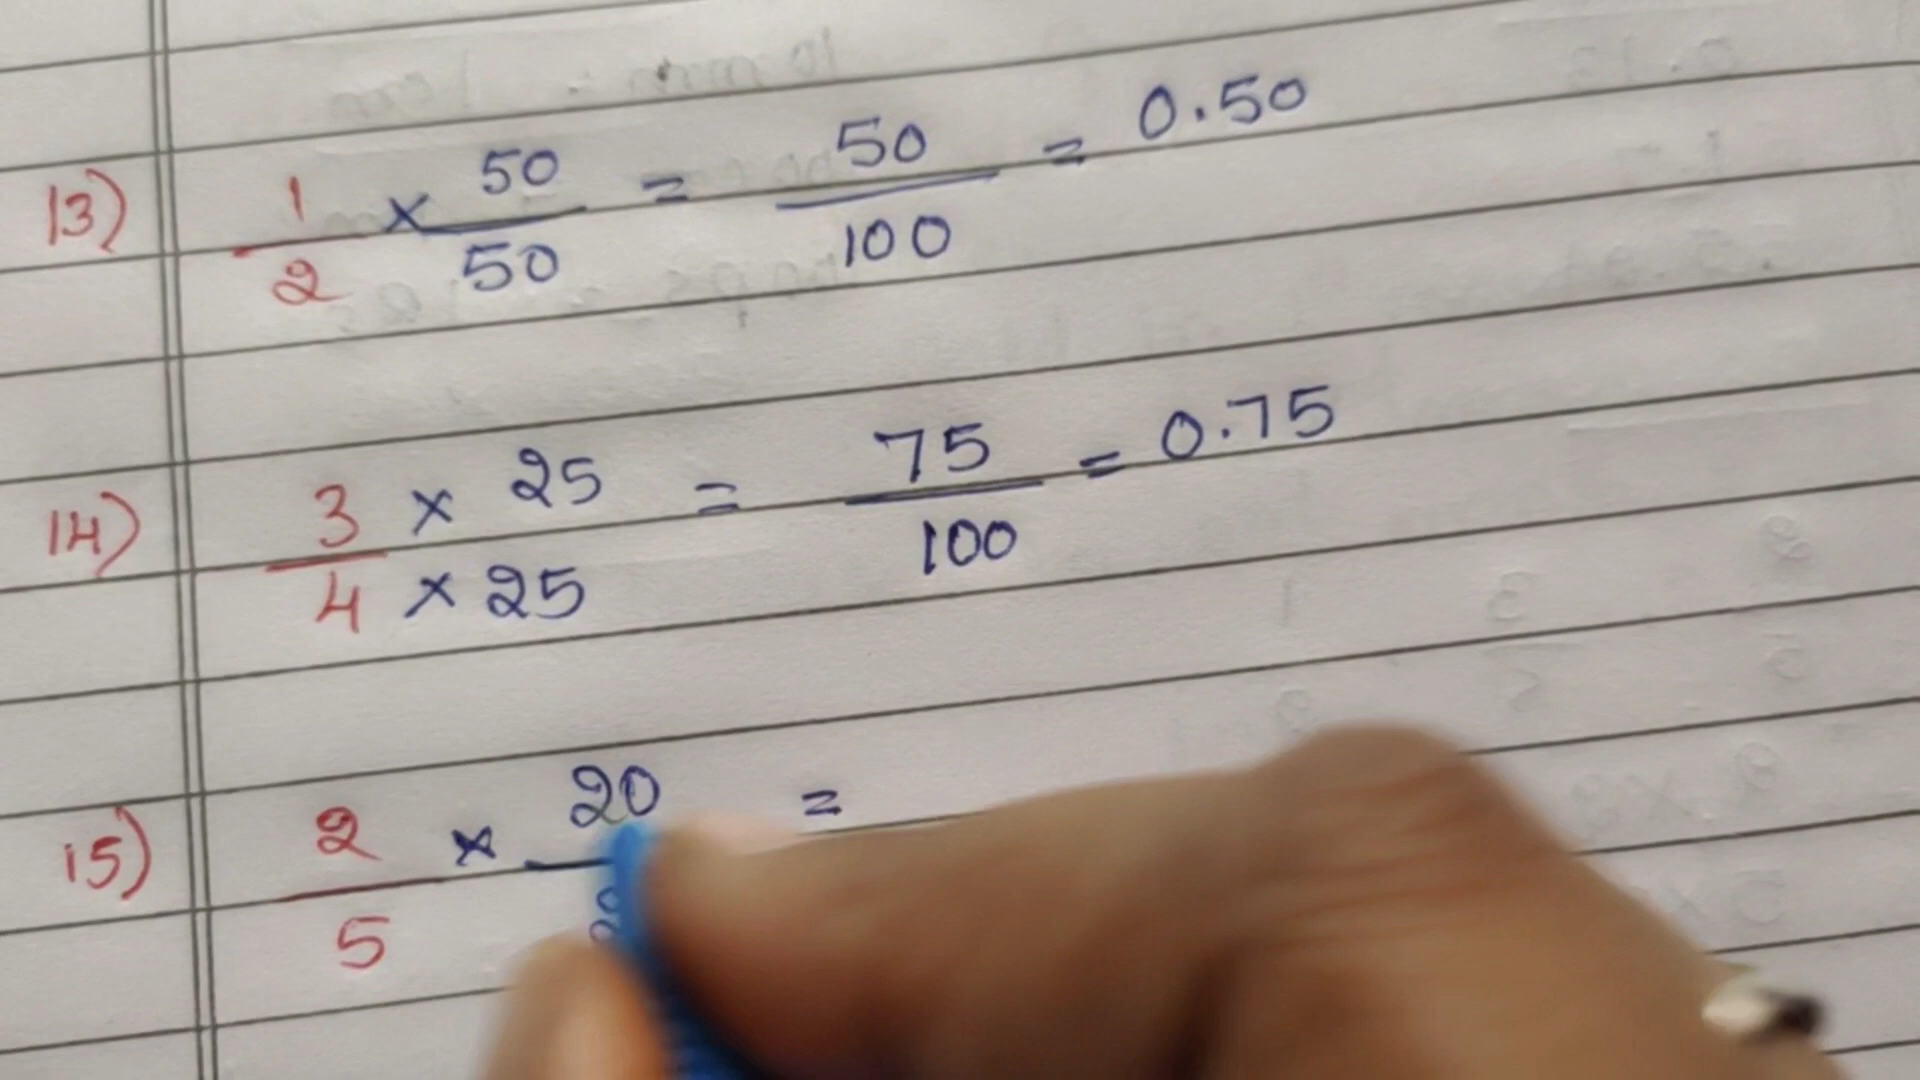 13) 1/2 × 50/50 = 50/100 = 0.50
14) 3/4 × 25 / × 25 = 75/100 = 0.75
15) 2/5 × 20/ =